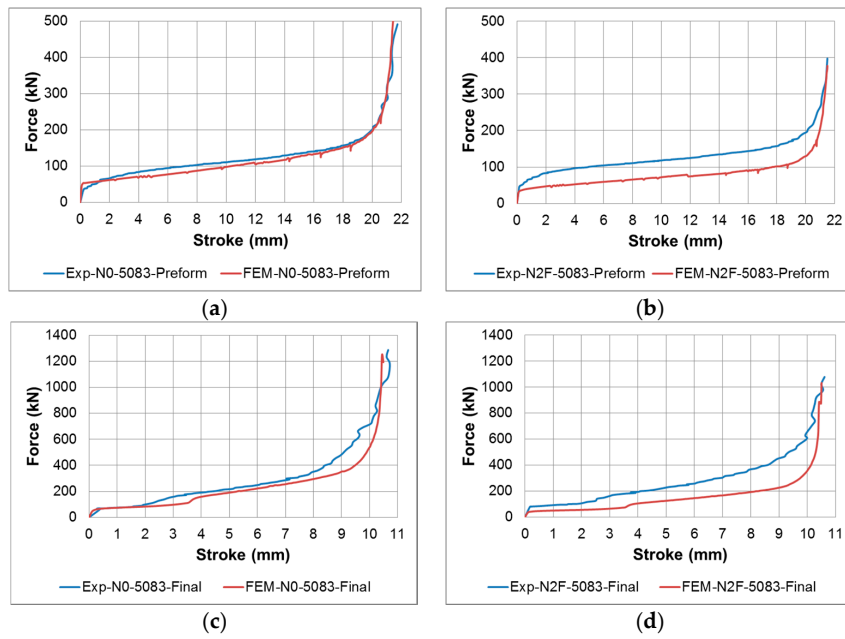 500
400
300
200
100
0
Force (kN)
0 2 4 6 8 10 12 14 16 18 20 22
Stroke (mm)
Exp-N0-5083-Preform FEM-N0-5083-Preform
(a)
500
400
300
200
100
0
Force (kN)
0 2 4 6 8 10 12 14 16 18 20 22
Stroke (mm)
Exp-N2F-5083-Preform FEM-N2F-5083-Preform
(b)
1400
1200
1000
800
600
400
200
0
Force (kN)
0 1 2 3 4 5 6 7 8 9 10 11
Stroke (mm)
Exp-N0-5083-Final FEM-N0-5083-Final
(c)
1400
1200
1000
800
600
400
200
0
Force (kN)
0 1 2 3 4 5 6 7 8 9 10 11
Stroke (mm)
Exp-N2F-5083-Final FEM-N2F-5083-Final
(d)